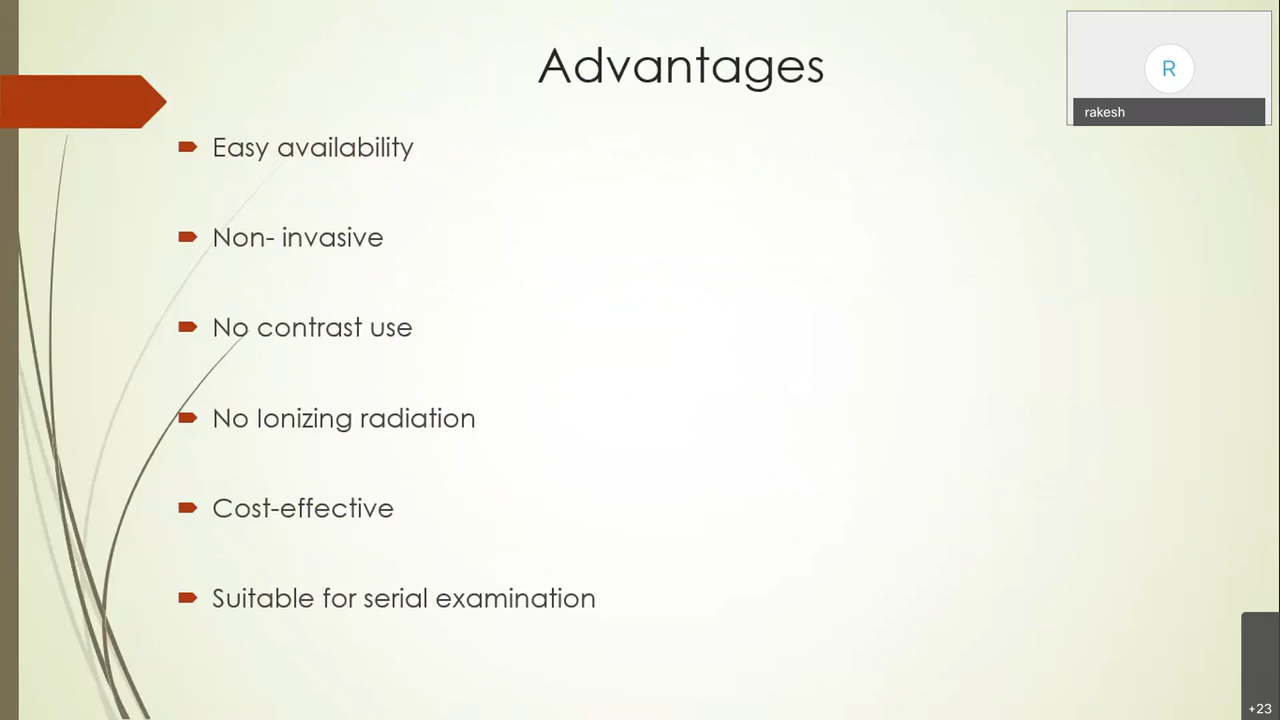 Advantages
R
rakesh
Easy availability
Non- invasive
No contrast use
No Ionizing radiation
Cost-effective
Suitable for serial examination
+23